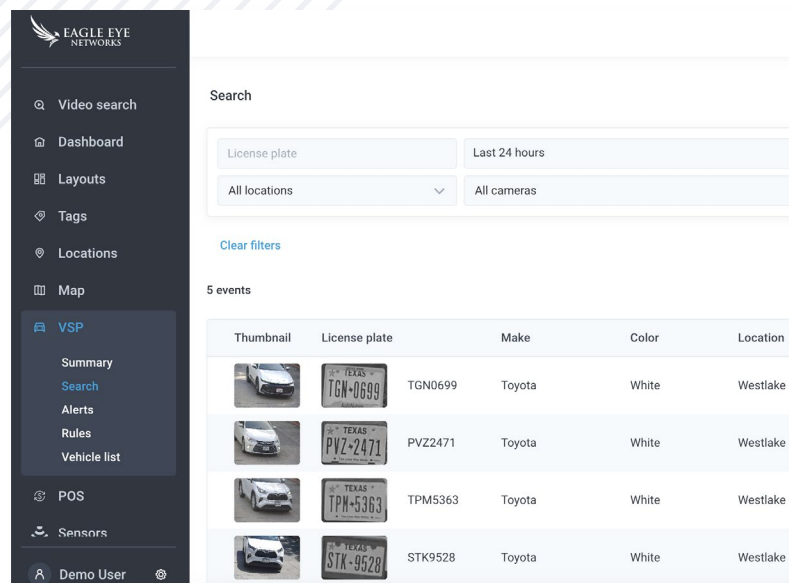 EAGLE EYE
NETWORKS
Video search
Dashboard
Layouts
Tags
Locations
Map
VSP
Summary
Search
Alerts
Rules
Vehicle list
POS
Sensors
Demo User
Search
License plate
Last 24 hours
All locations
All cameras
Clear filters
5 events
Thumbnail License plate Make Color Location
TEXAS
TGN 0699
TGN0699 Toyota White Westlake
TEXAS
PVZ 2471
PVZ2471 Toyota White Westlake
TEXAS
TPM 5363
TPM5363 Toyota White Westlake
TEXAS
STK 9528
STK9528 Toyota White Westlake